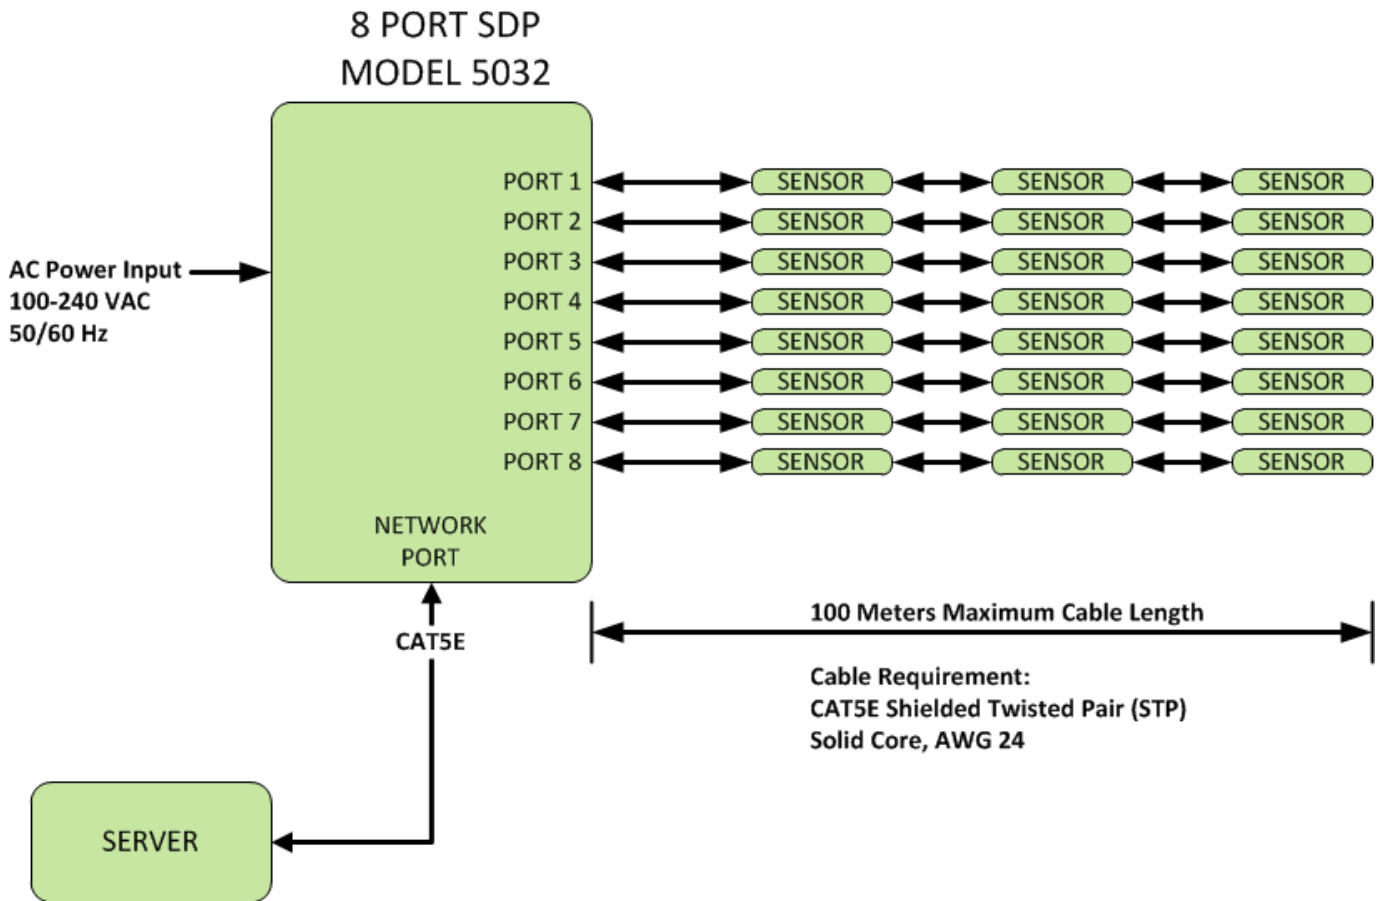 8 PORT SDP
MODEL 5032
PORT 1
SENSOR
SENSOR
SENSOR
PORT 2
SENSOR
SENSOR
SENSOR
PORT 3
SENSOR
SENSOR
SENSOR
PORT 4
SENSOR
SENSOR
SENSOR
PORT 5
SENSOR
SENSOR
SENSOR
PORT 6
SENSOR
SENSOR
SENSOR
PORT 7
SENSOR
SENSOR
SENSOR
PORT 8
SENSOR
SENSOR
SENSOR
AC Power Input
100-240 VAC
50/60 Hz
NETWORK
PORT
CAT5E
100 Meters Maximum Cable Length
Cable Requirement:
CAT5E Shielded Twisted Pair (STP)
Solid Core, AWG 24
SERVER